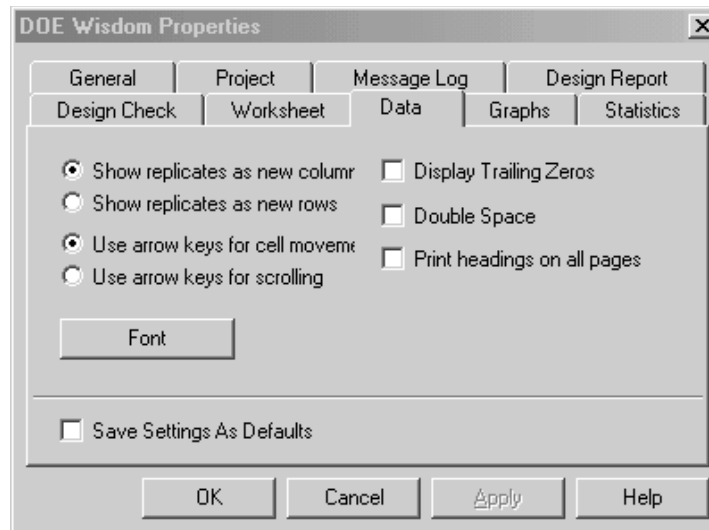 DOE Wisdom Properties
General Project Message Log Design Report
Design Check Worksheet Data Graphs Statistics
Show replicates as new column
Display Trailing Zeros
Show replicates as new rows
Double Space
Use arrow keys for cell moveme
Print headings on all pages
Use arrow keys for scrolling
Font
Save Settings As Defaults
OK Cancel Apply Help